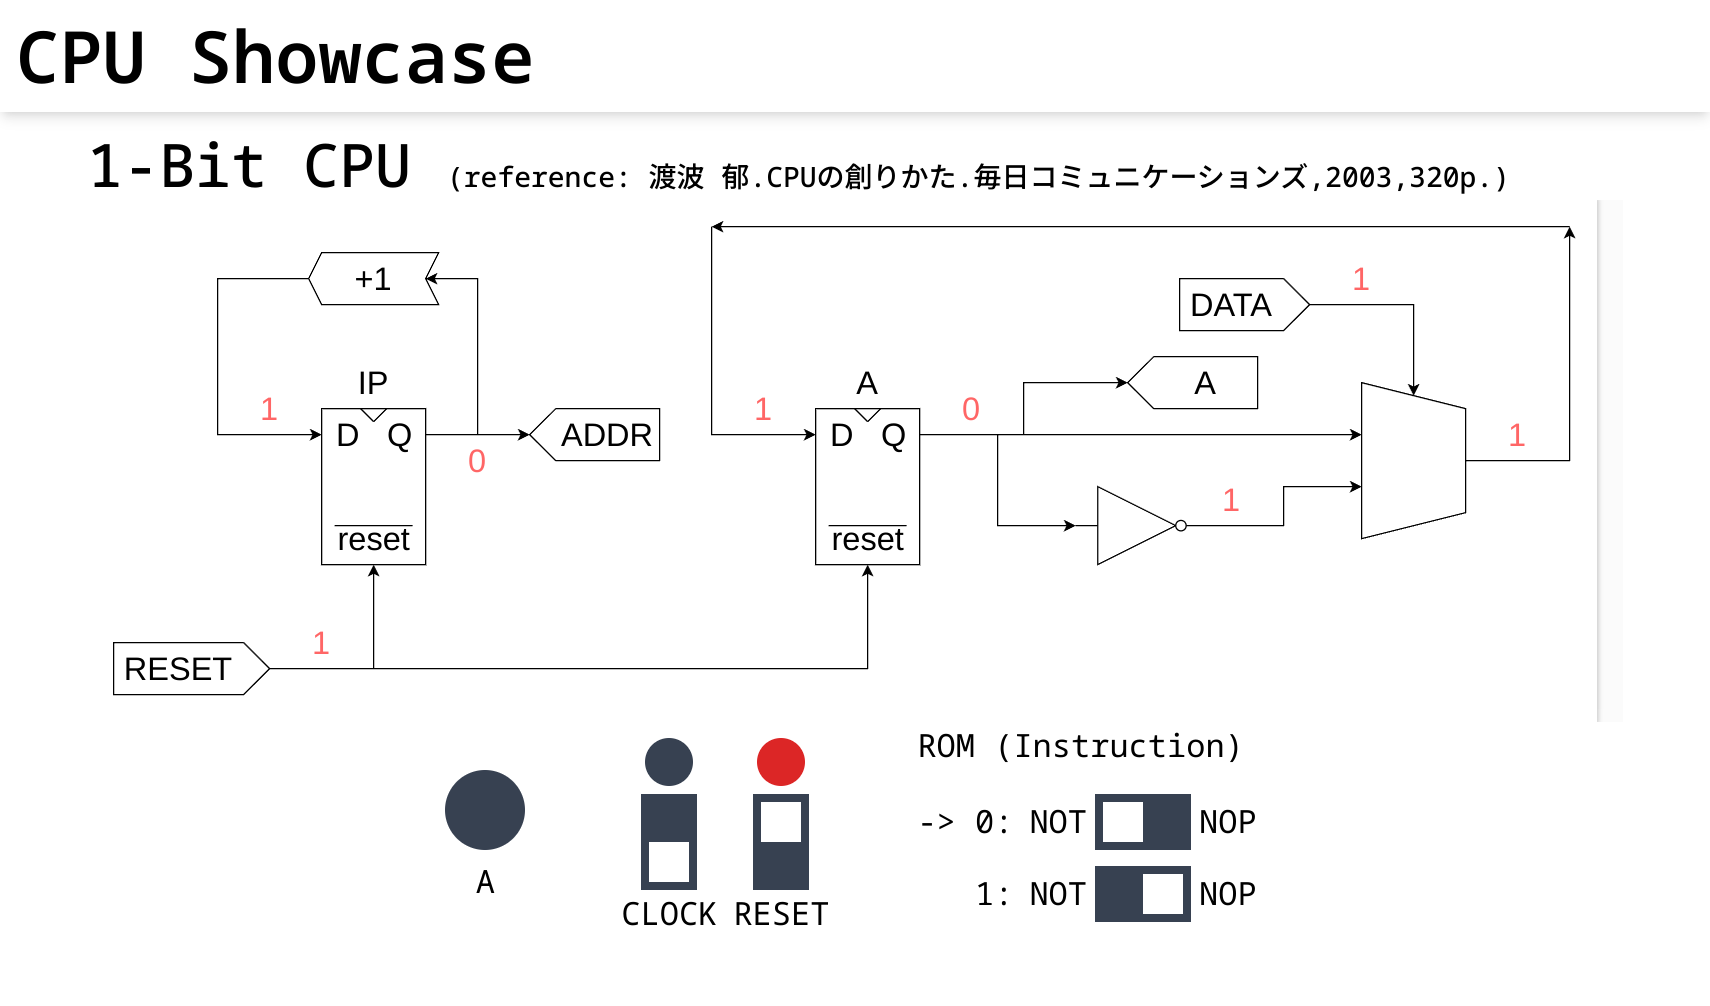 CPU Showcase
1-Bit CPU (reference: 渡波 郁.CPUの創りかた.毎日コミュニケーションズ,2003,320p.)
+1
1
DATA
IP
A
A
1
D Q
0
ADDR
1
D Q
0
1
1
reset
reset
1
RESET
ROM (Instruction)
-> 0: NOT NOP
1: NOT NOP
A
CLOCK RESET